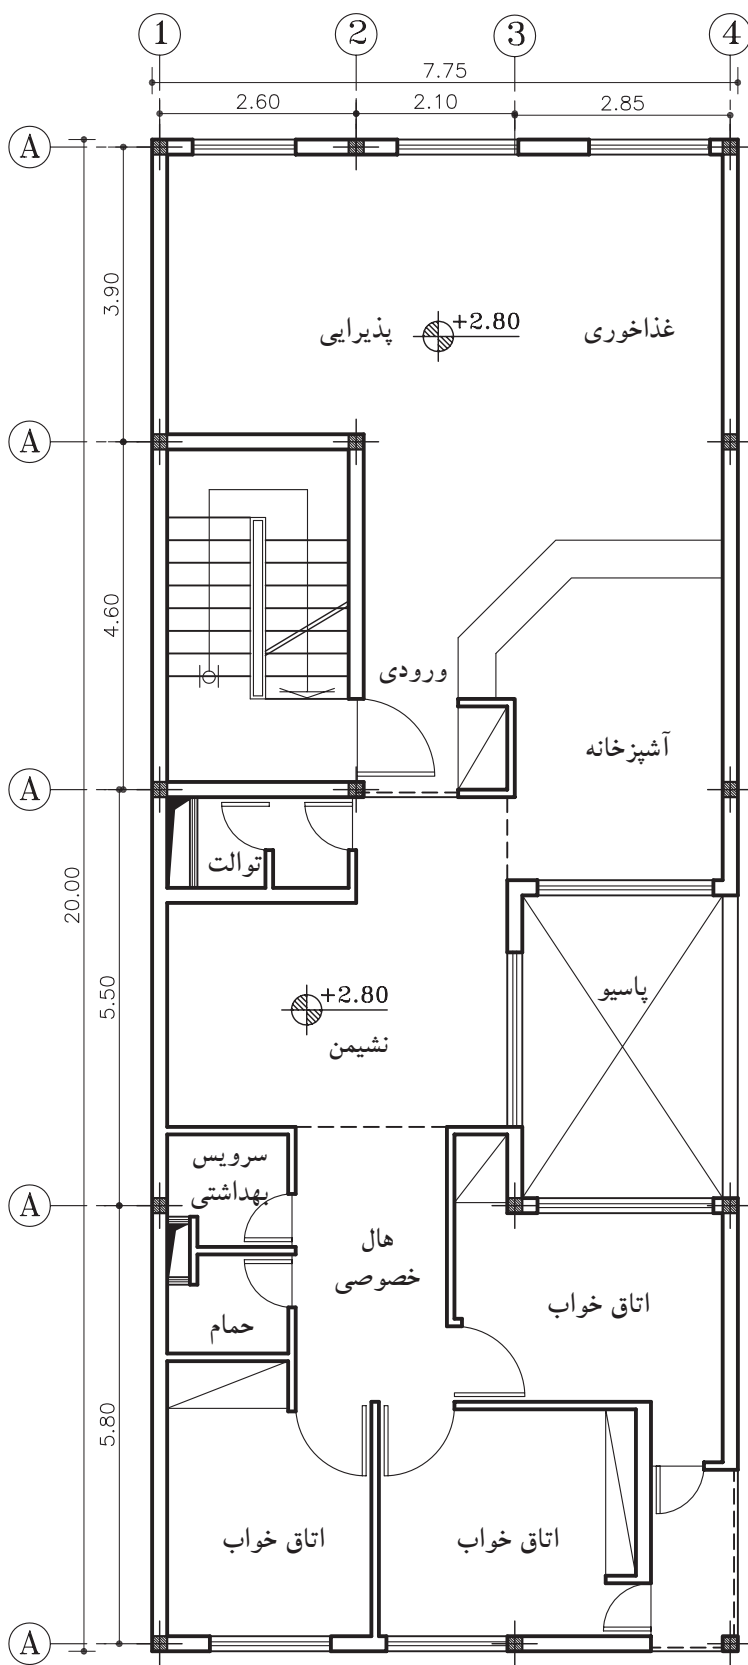 1 2 3 4
7.75
2.60 2.10 2.85
A
3.90
پذیرایی +2.80 غذاخوری
A
4.60
ورودی
آشپزخانه
A
توالت
20.00
5.50
پاسیو
+2.80
نشیمن
سرویس
بهداشتی
A
هال
خصوصی
اتاق خواب
حمام
5.80
اتاق خواب اتاق خواب
A